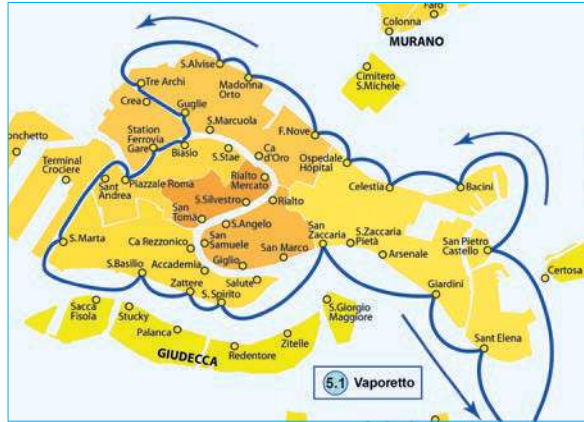 Colonna
Faro
MURANO
S.Alvise
Tre Archi
Madonna
Orto
Cimitero
S.Michele
Crea
Guglie
S.Marcuola
F.Nove
Station
Ferrovia
Gare
Biasio
S.Stae
Ca
d'Oro
Ospedale
Hôpital
onchetto
Terminal
Crociere
Rialto
Mercato
Sant
Andrea
Piazzale Roma
S.Silvestro
Rialto
Celestia
Bacini
San
Tomà
S.Angelo
San
Zaccaria
S.Zaccaria
Pietà
San Pietro
Castello
S.Marta
Ca Rezzonico
San
Samuele
San Marco
Arsenale
S.Basilio
Accademia
Giglio
Certosa
Zattere
S. Spirito
Salute
Giardini
Sacca
Fisola
Stucky
S.Giorgio
Maggiore
Palanca
Zitelle
Sant Elena
GIUDECCA
Redentore
5.1 Vaporetto